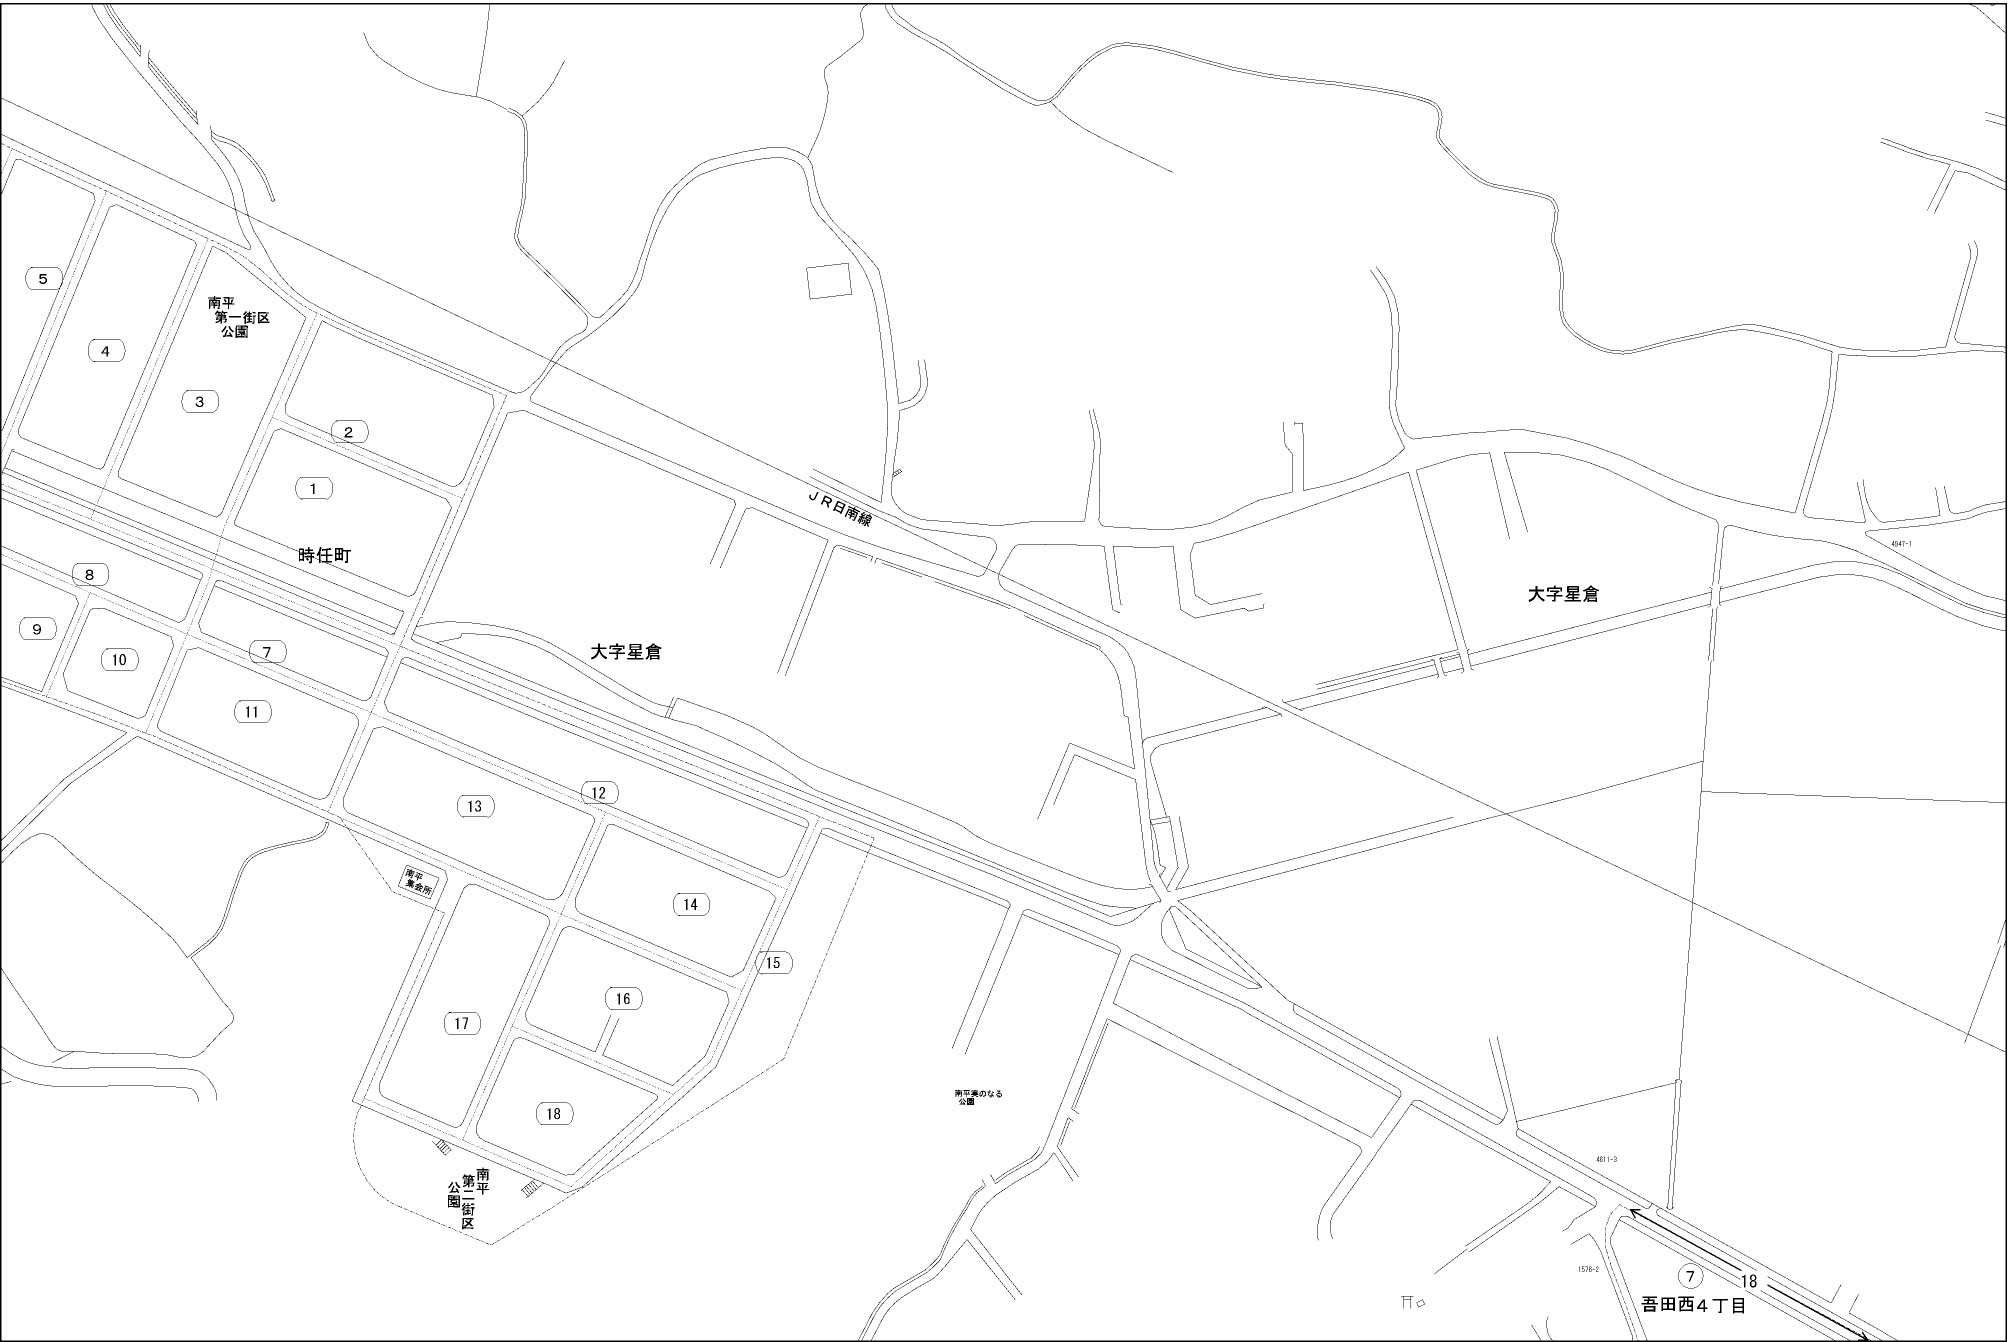 5
南平
第一街区
公園
4
3
2
1
JR日南線
時任町
大字星倉
4947-1
8
9
10
7
11
大字星倉
12
13
南平
集会所
14
15
16
17
18
南平実のなる
公園
南平
第二街区
公園
4611-3
1576-2
7
18
吾田西4丁目